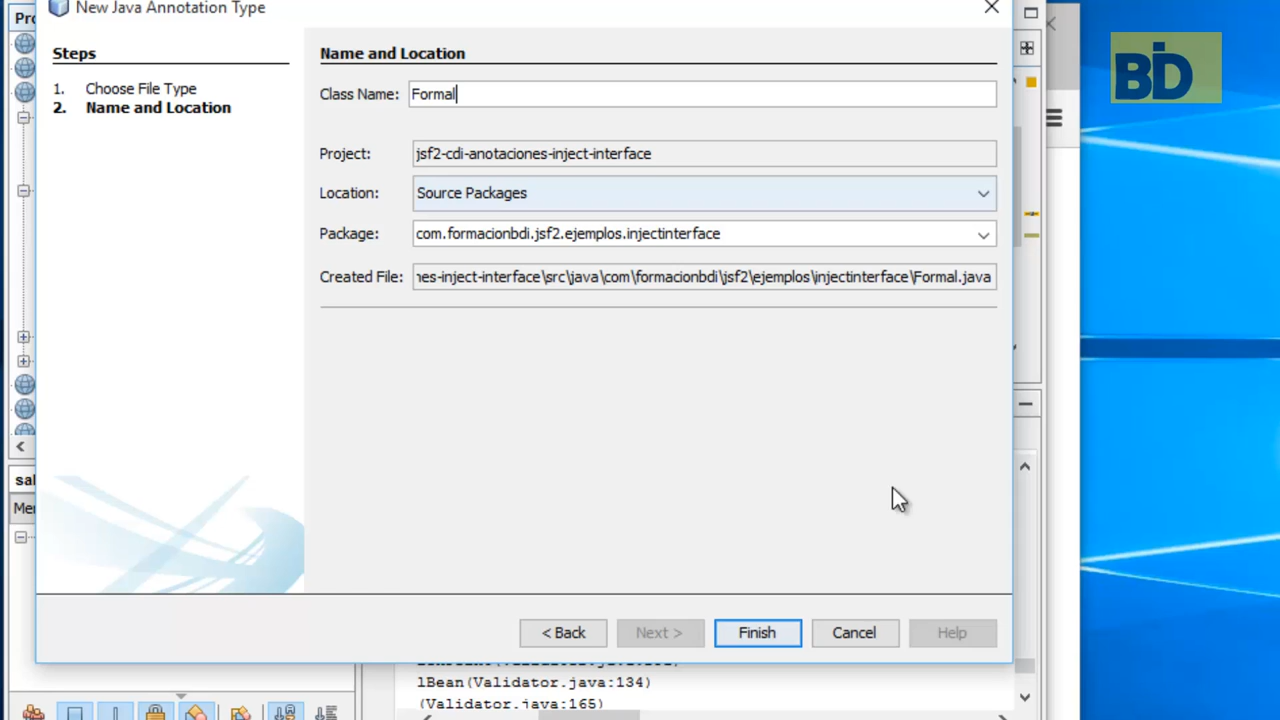 New Java Annotation Type
Pro
Steps
1. Choose File Type
2. Name and Location
Name and Location
Class Name: Formal
Project: jsf2-cdi-anotaciones-inject-interface
Location: Source Packages
Package: com.formacionbdi.jsf2.ejemplos.injectinterface
Created File: nes-inject-interface\src\java\com\formacionbdi\jsf2\ejemplos\injectinterface\Formal.java
BDI
sal
Mer
< Back
Next >
Finish
Cancel
Help
lBean(Validator.java:134)
(Validator.java:165)